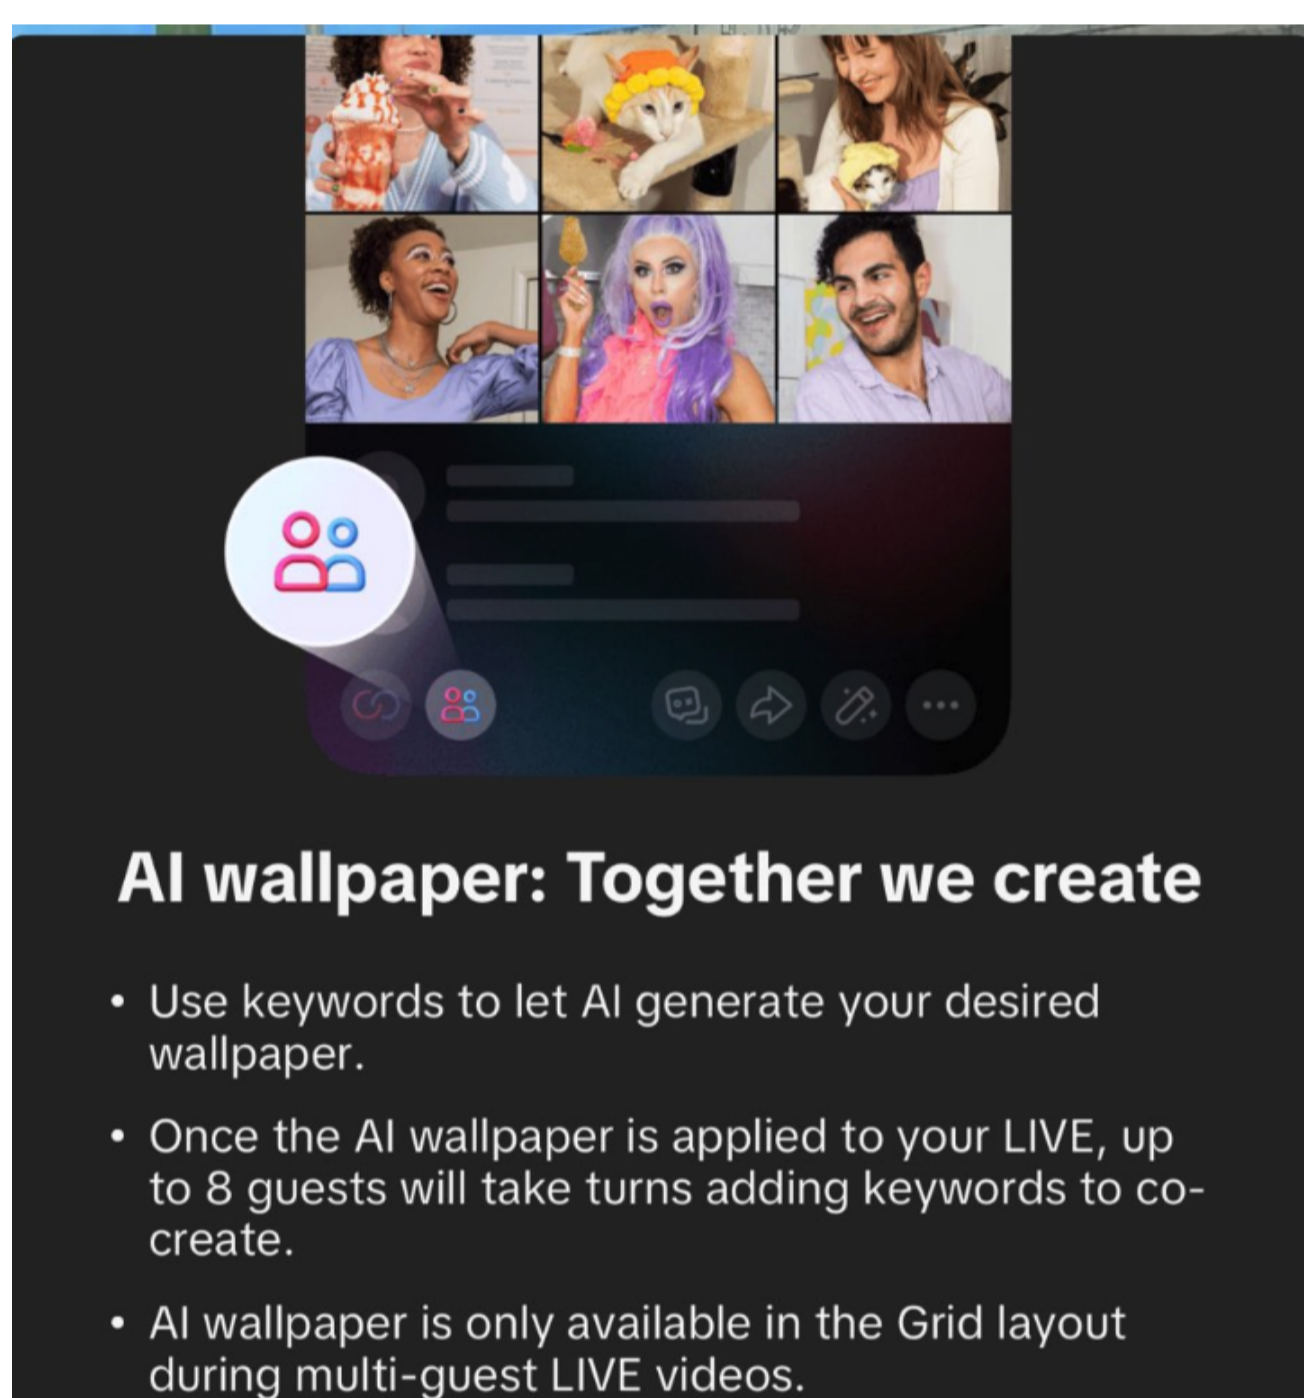 AI wallpaper: Together we create
• Use keywords to let AI generate your desired
wallpaper.
• Once the AI wallpaper is applied to your LIVE, up
to 8 guests will take turns adding keywords to co-
create.
• AI wallpaper is only available in the Grid layout
during multi-guest LIVE videos.